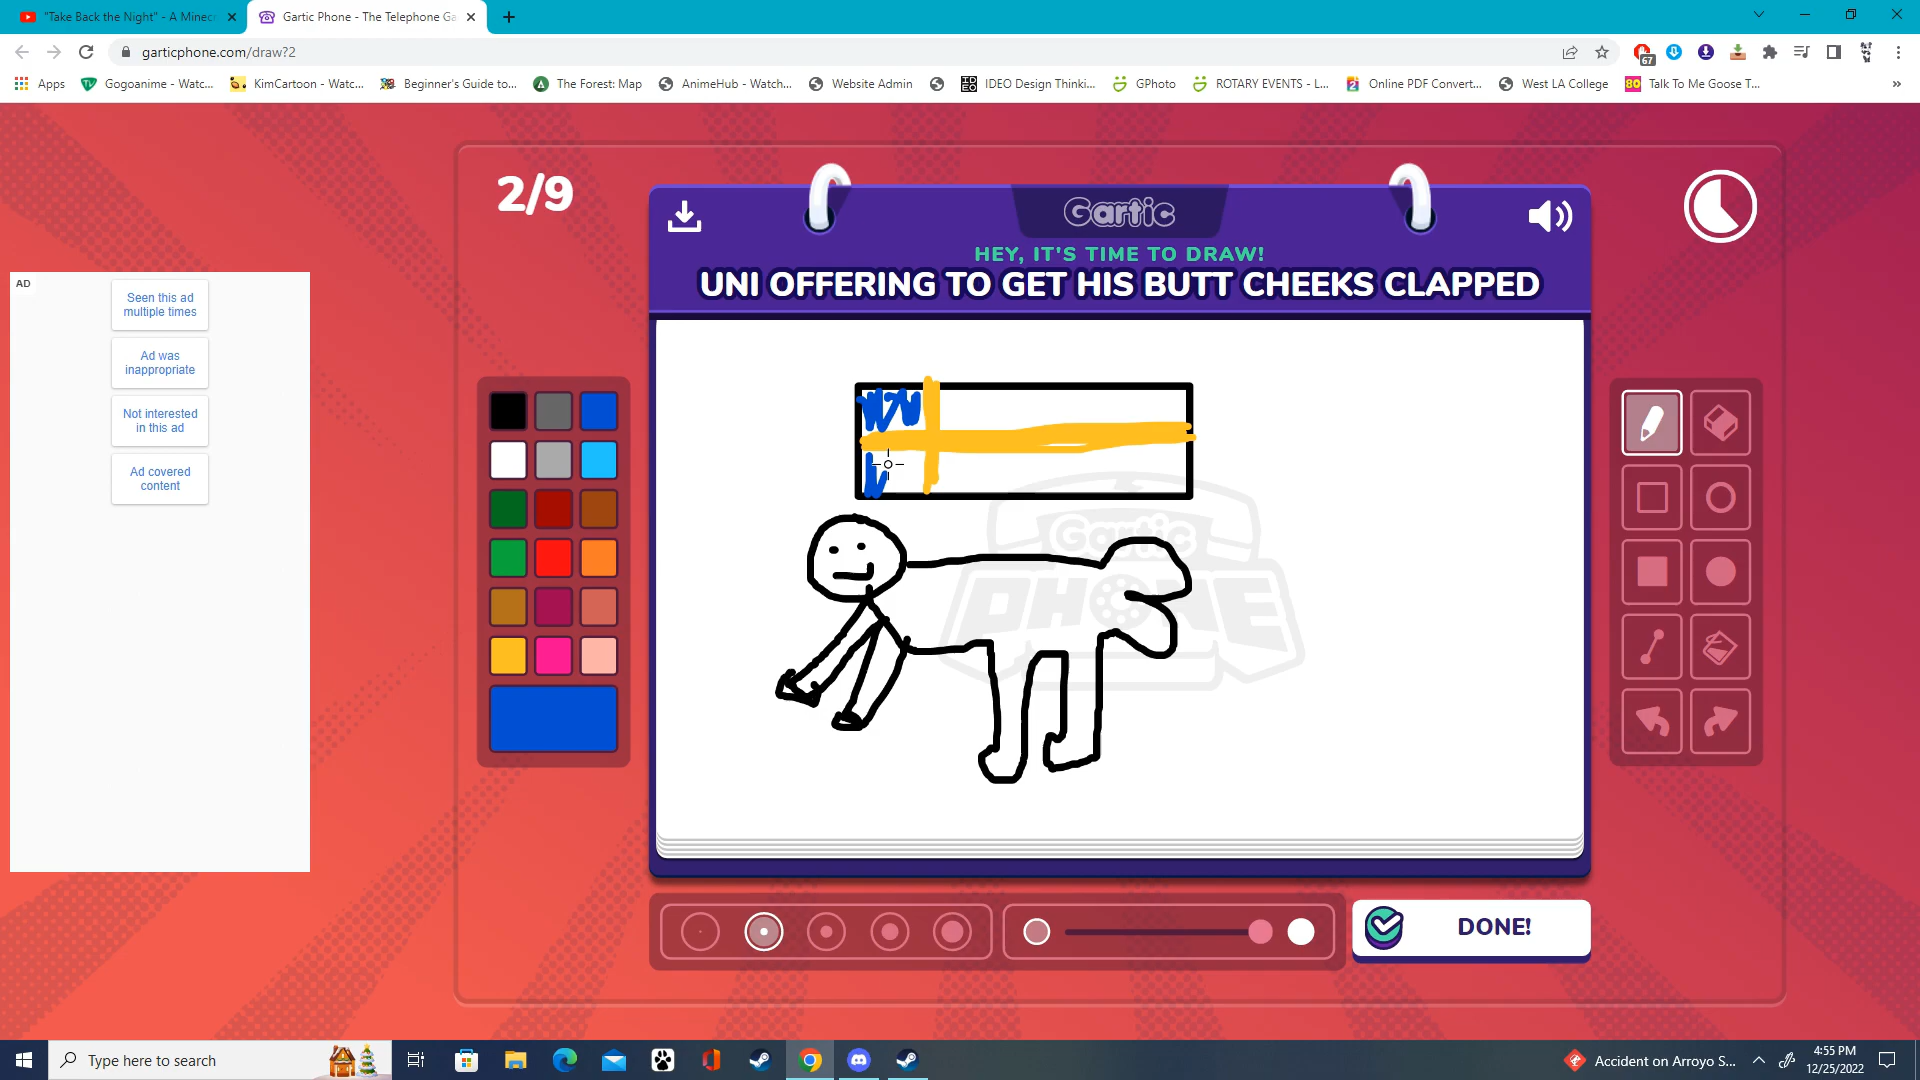 "Take Back the Night" - A Minec
Gartic Phone - The Telephone Ga
garticphone.com/draw?2
67
Apps
Gogoanime - Watc...
KimCartoon - Watc...
Beginner's Guide to...
The Forest: Map
AnimeHub - Watch...
Website Admin
IDEO Design Thinki...
GPhoto
ROTARY EVENTS - L...
Online PDF Convert...
West LA College
80
Talk To Me Goose T...
2/9
Gartic
HEY, IT'S TIME TO DRAW!
UNI OFFERING TO GET HIS BUTT CHEEKS CLAPPED
AD
Seen this ad
multiple times
Ad was
inappropriate
Not interested
in this ad
Ad covered
content
Gartic
PHONE
DONE!
Type here to search
Accident on Arroyo S...
4:55 PM
12/25/2022